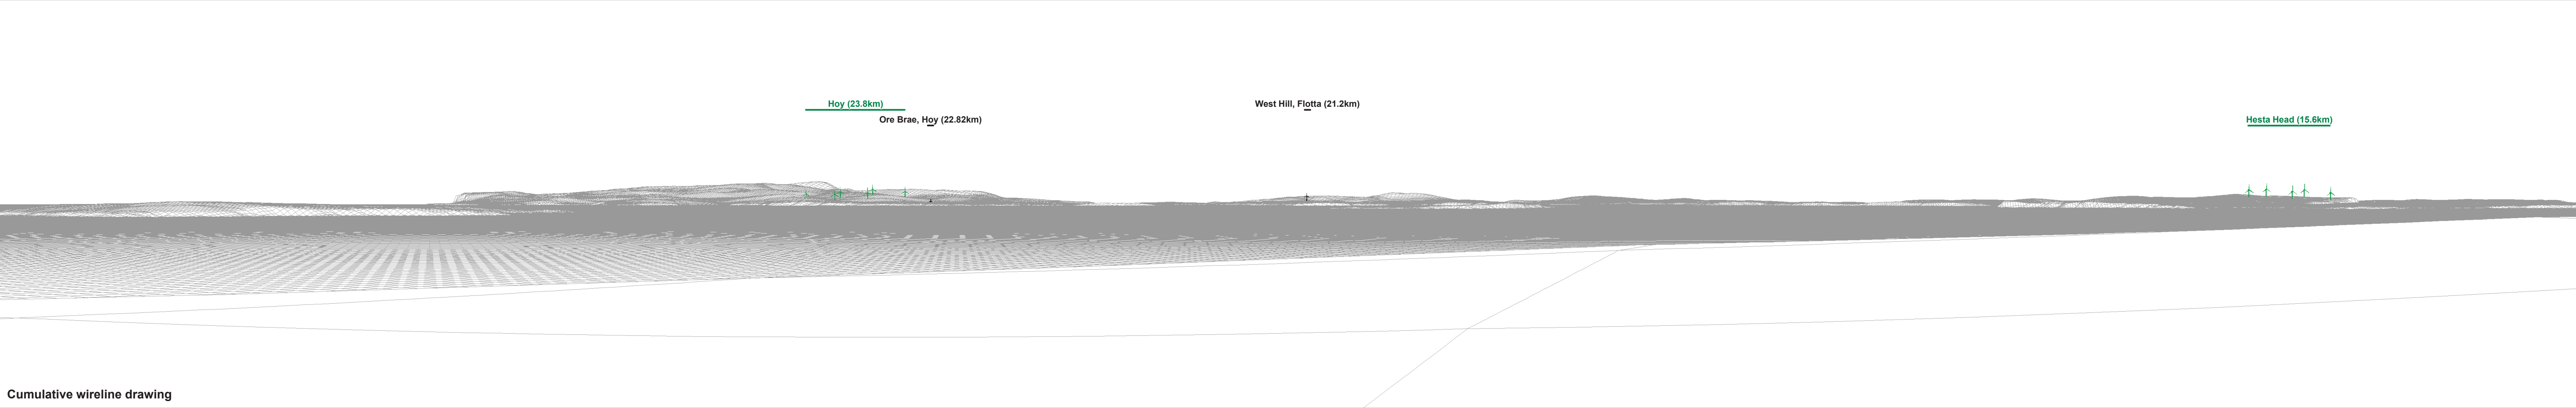 Hoy (23.8km)
Ore Brae, Hoy (22.82km)
West Hill, Flotta (21.2km)
Hesta Head (15.6km)
Cumulative wireline drawing